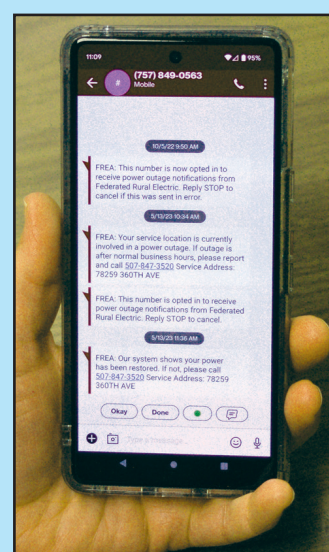 11:09
95%
(757) 849-0563
#
Mobile
10/5/22 9:50 AM
FREA: This number is now opted in to
receive power outage notifications from
Federated Rural Electric. Reply STOP to
cancel if this was sent in error.
5/13/23 10:34 AM
FREA: Your service location is currently
involved in a power outage. If outage is
after normal business hours, please report
and call 507-847-3520 Service Address:
78259 360TH AVE
FREA: This number is opted in to receive
power outage notifications from Federated
Rural Electric. Reply STOP to cancel.
5/13/23 11:38 AM
FREA: Our system shows your power
has been restored. If not, please call
507-847-3520 Service Address: 78259
360TH AVE
Okay Done
Type a message...